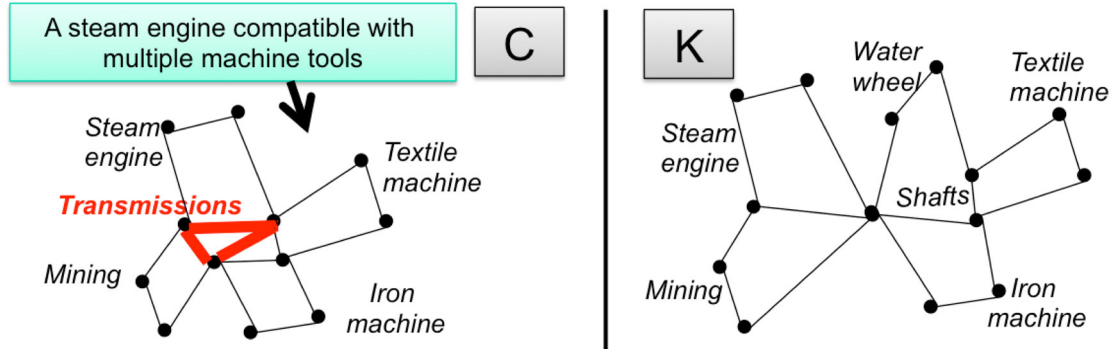 A steam engine compatible with
multiple machine tools
C
Steam
engine
Textile
machine
Transmissions
Mining
Iron
machine
K
Water
wheel
Textile
machine
Steam
engine
Shafts
Mining
Iron
machine